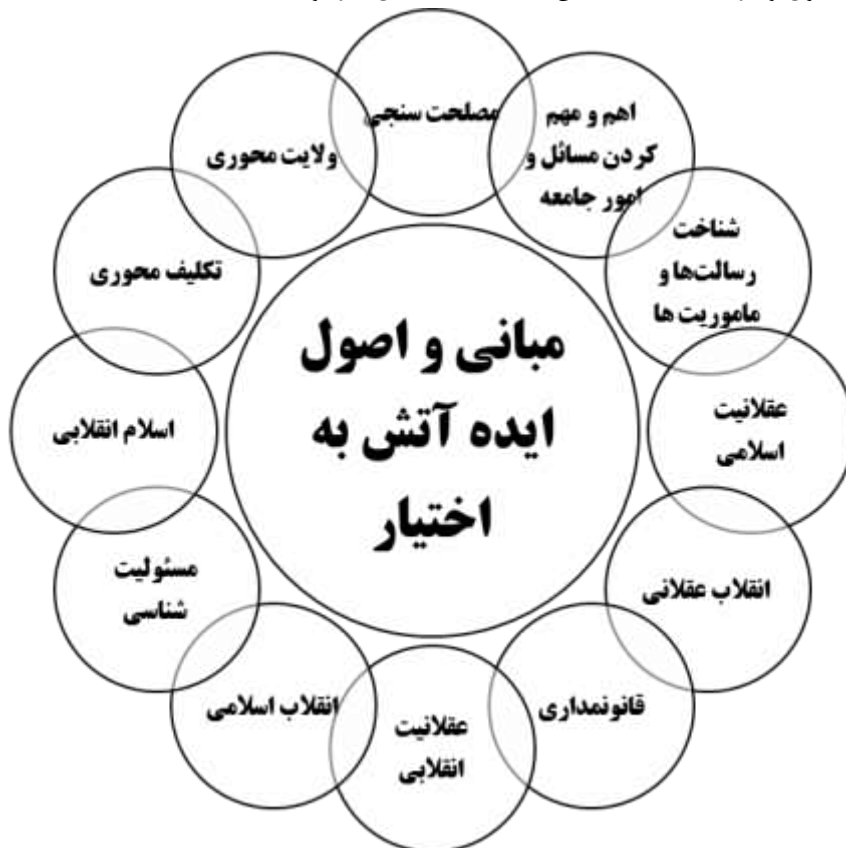 مبانی و اصول
ایده آتش به
اختیار
مصلحت سنجی
اهم و مهم
کردن مسائل و
امور جامعه
شناخت
رسالت‌ها و
ماموریت ها
عقلانیت
اسلامی
انقلاب عقلانی
قانونمداری
عقلانیت
انقلابی
انقلاب اسلامی
مسئولیت
شناسی
اسلام انقلابی
تکلیف محوری
ولایت محوری